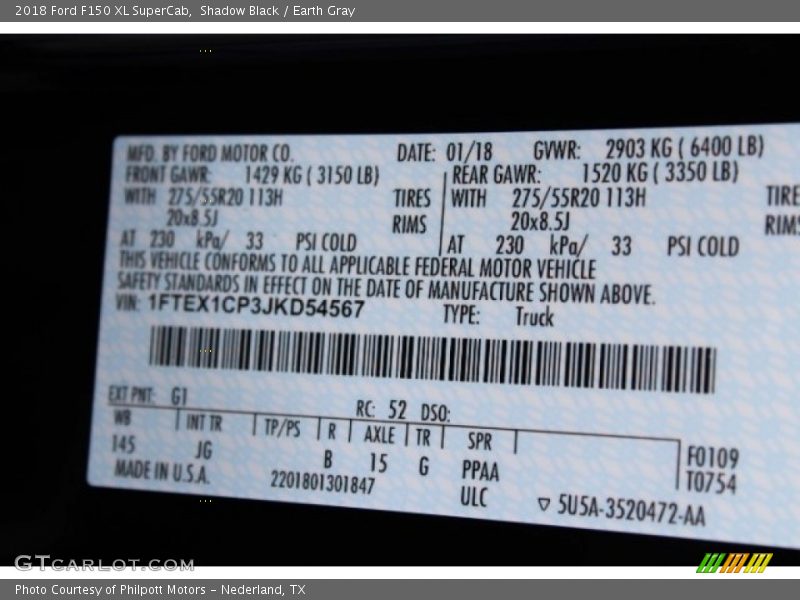 2018 Ford F150 XL SuperCab,  Shadow Black / Earth Gray
MFD. BY FORD MOTOR CO. DATE: 01/18 GVWR: 2903 KG ( 6400 LB)
FRONT GAWR: 1429 KG ( 3150 LB) REAR GAWR: 1520 KG ( 3350 LB)
WITH 275/55R20 113H TIRES WITH 275/55R20 113H TIRE
20x8.5J RIMS 20x8.5J RIMS
AT 230 kPa/ 33 PSI COLD AT 230 kPa/ 33 PSI COLD
THIS VEHICLE CONFORMS TO ALL APPLICABLE FEDERAL MOTOR VEHICLE
SAFETY STANDARDS IN EFFECT ON THE DATE OF MANUFACTURE SHOWN ABOVE.
VIN: 1FTEX1CP3JKD54567 TYPE: Truck
EXT PNT: G1 RC: 52 DSO:
WB INT TR TP/PS R AXLE TR SPR F0109
145 JG B 15 G PPAA T0754
MADE IN U.S.A. 2201801301847 ULC ▽ 5U5A-3520472-AA
GTCARLOT.COM
Photo Courtesy of Philpott Motors - Nederland, TX